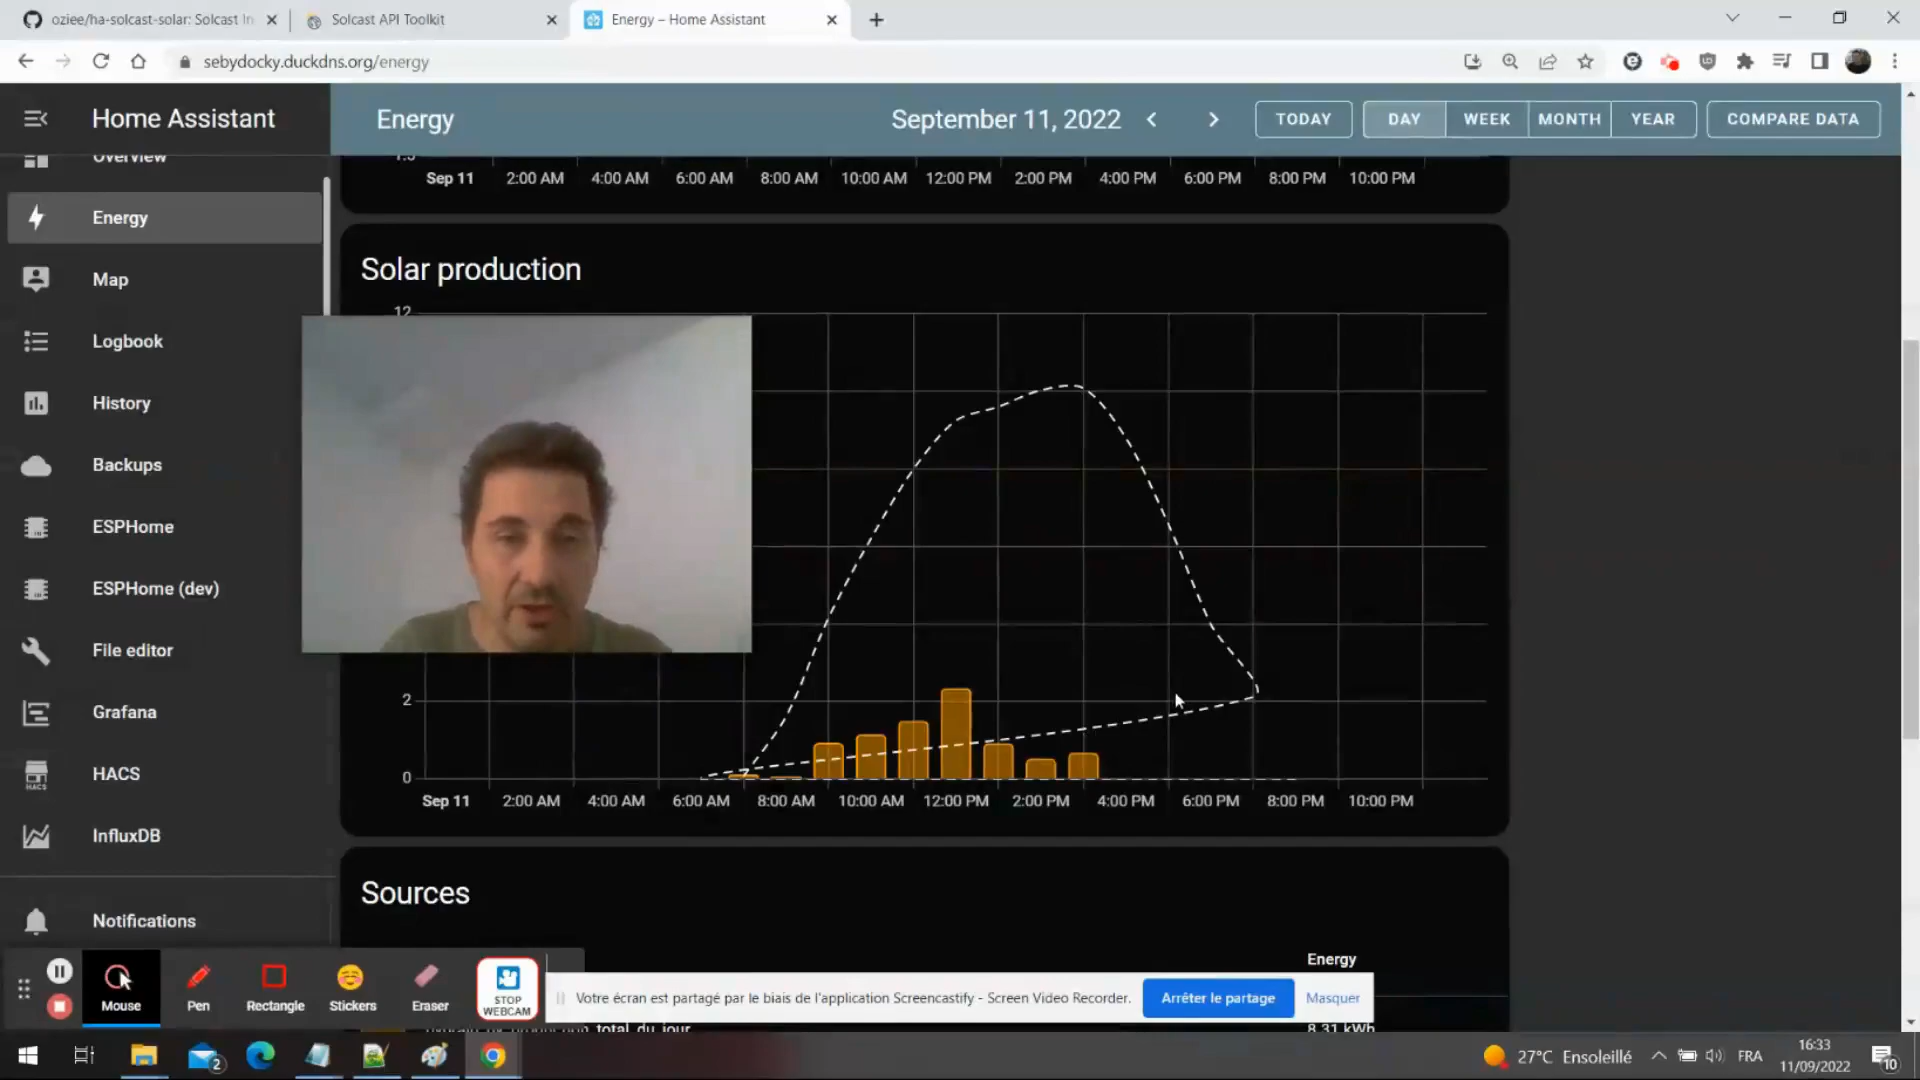 oziee/ha-solcast-solar: Solcast In
Solcast API Toolkit
Energy – Home Assistant
sebydocky.duckdns.org/energy
Home Assistant
Energy
September 11, 2022
TODAY
DAY
WEEK
MONTH
YEAR
COMPARE DATA
Overview
Energy
Map
Logbook
History
Backups
ESPHome
ESPHome (dev)
File editor
Grafana
HACS
HACS
InfluxDB
Notifications
Sep 11 2:00 AM 4:00 AM 6:00 AM 8:00 AM 10:00 AM 12:00 PM 2:00 PM 4:00 PM 6:00 PM 8:00 PM 10:00 PM
Solar production
12
2
0
Sep 11 2:00 AM 4:00 AM 6:00 AM 8:00 AM 10:00 AM 12:00 PM 2:00 PM 4:00 PM 6:00 PM 8:00 PM 10:00 PM
Sources
Energy
production total du jour
8.31 kWh
Mouse
Pen
Rectangle
Stickers
Eraser
STOP
WEBCAM
Votre écran est partagé par le biais de l'application Screencastify - Screen Video Recorder.
Arrêter le partage
Masquer
2
27°C Ensoleillé
FRA
16:33
11/09/2022
10